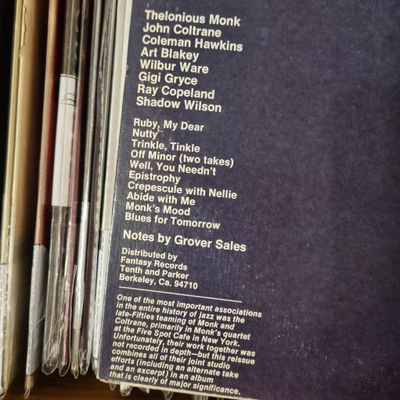 Thelonious Monk
John Coltrane
Coleman Hawkins
Art Blakey
Wilbur Ware
Gigi Gryce
Ray Copeland
Shadow Wilson
Ruby, My Dear
Nutty
Trinkle, Tinkle
Off Minor (two takes)
Well, You Needn't
Epistrophy
Crepescule with Nellie
Abide with Me
Monk's Mood
Blues for Tomorrow
Notes by Grover Sales
Distributed by
Fantasy Records
Tenth and Parker
Berkeley, Ca. 94710
One of the most important associations
in the entire history of jazz was the
late-Fifties teaming of Monk and
Coltrane, primarily in Monk's quartet
at the Five Spot Cafe in New York.
Unfortunately, their work together was
not recorded in depth—but this reissue
combines all of their joint studio
efforts (including an alternate take
and an excerpt) in an album
that is clearly of major significance.